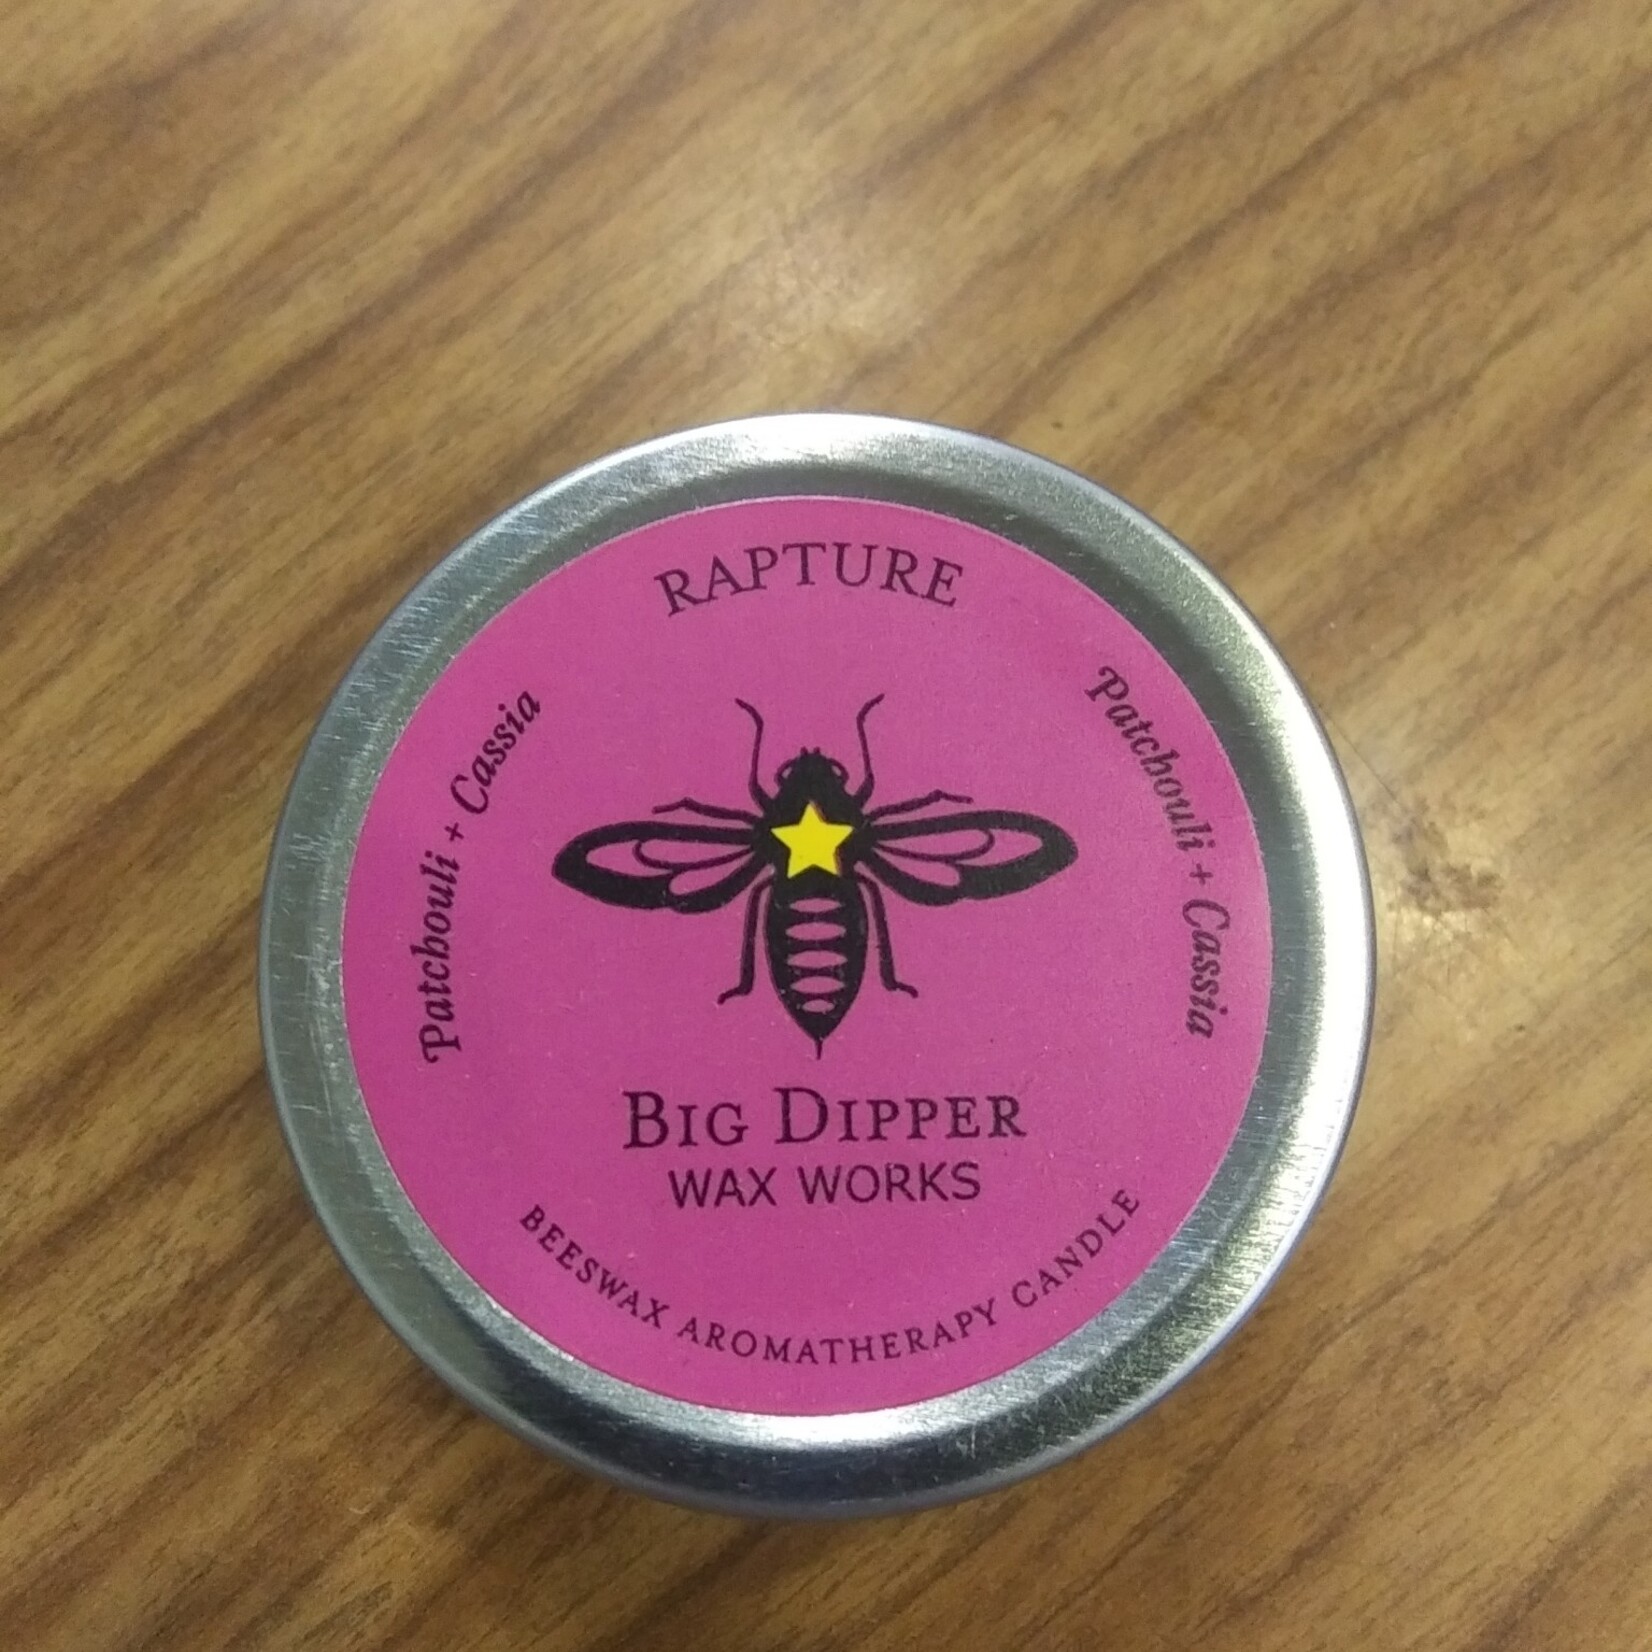 RAPTURE
Patchouli + Cassia
Patchouli + Cassia
BIG DIPPER
WAX WORKS
BEESWAX AROMATHERAPY CANDLE